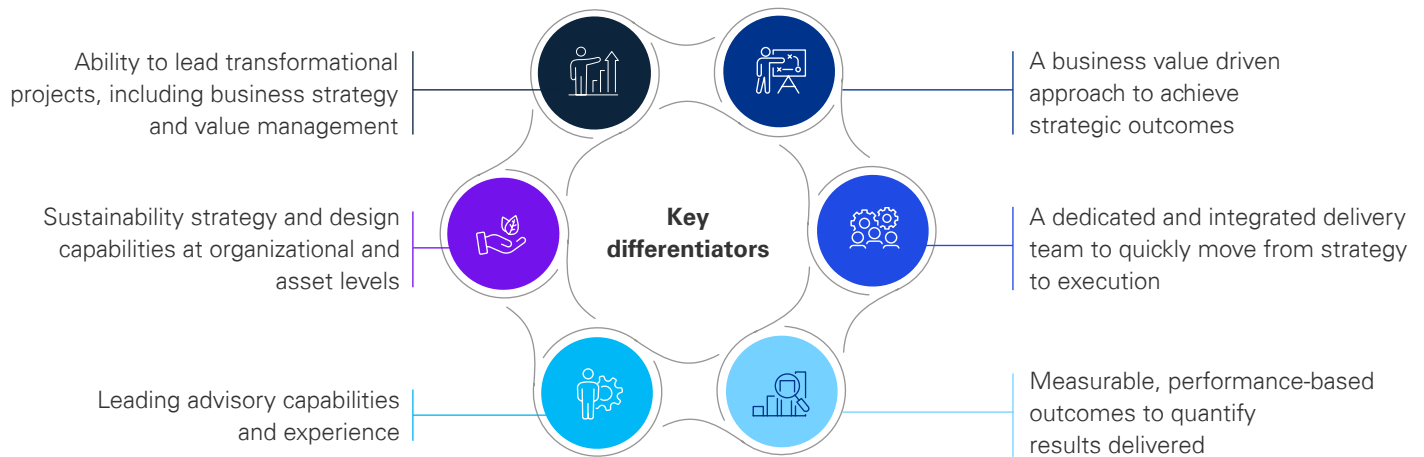 Ability to lead transformational
projects, including business strategy
and value management
A business value driven
approach to achieve
strategic outcomes
Sustainability strategy and design
capabilities at organizational and
asset levels
Key
differentiators
A dedicated and integrated delivery
team to quickly move from strategy
to execution
Leading advisory capabilities
and experience
Measurable, performance-based
outcomes to quantify
results delivered